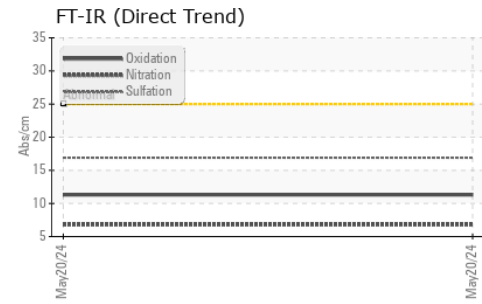 FT-IR (Direct Trend)
35
30
25
20
15
10
5
Abs/cm
Oxidation
Nitration
Sulfation
Abnormal
May20/24
May20/24